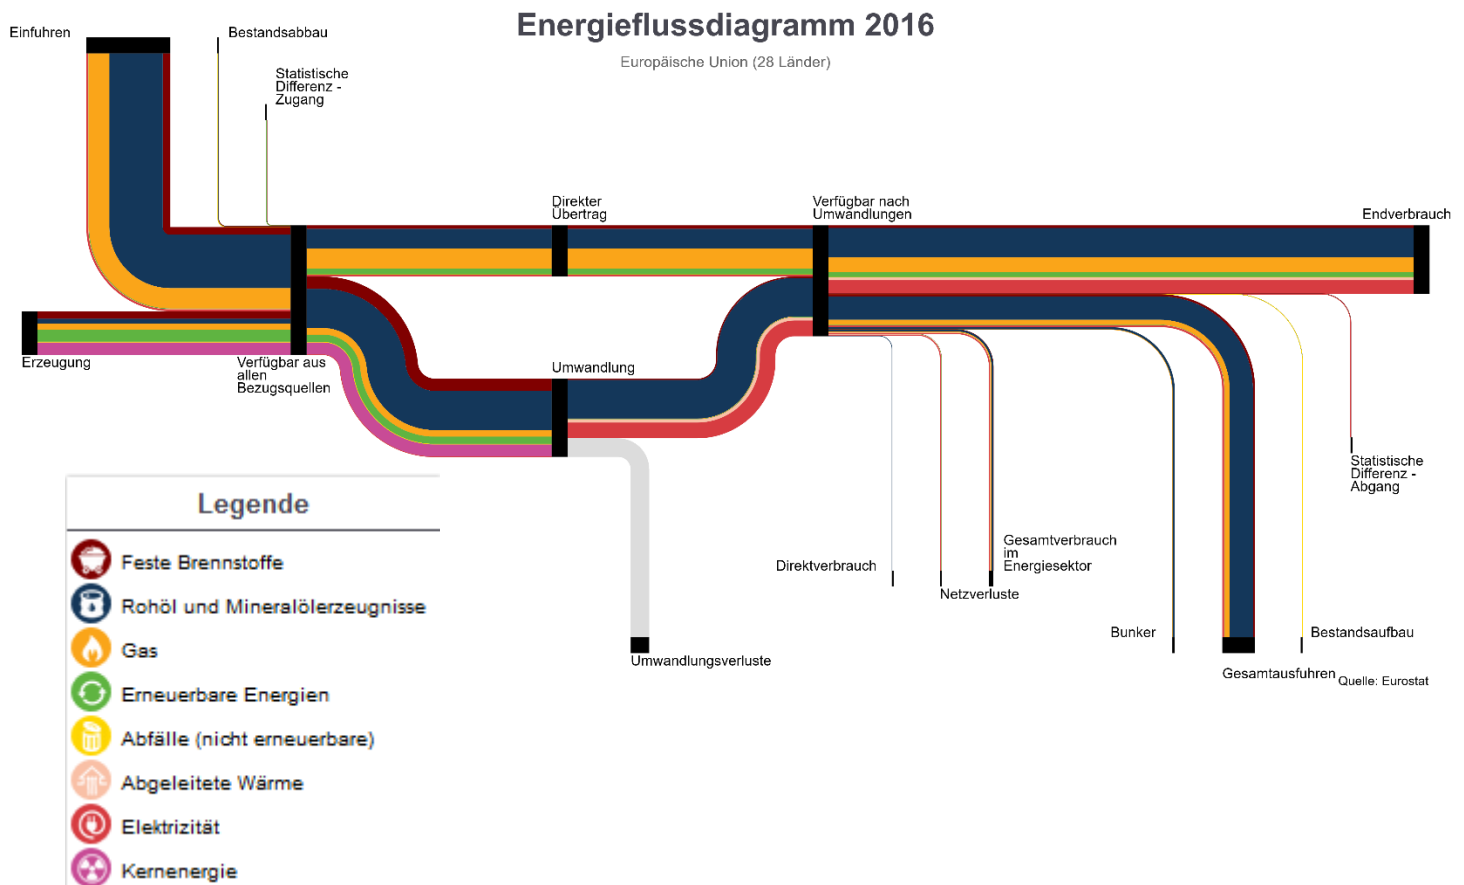 Energieflussdiagramm 2016
Europäische Union (28 Länder)
Einfuhren
Bestandsabbau
Statistische
Differenz -
Zugang
Direkter
Übertrag
Verfügbar nach
Umwandlungen
Endverbrauch
Erzeugung
Verfügbar aus
allen
Bezugsquellen
Umwandlung
Statistische
Differenz -
Abgang
Gesamtverbrauch
im
Energiesektor
Direktverbrauch
Netzverluste
Bunker
Bestandsaufbau
Umwandlungsverluste
Gesamtausfuhren
Quelle: Eurostat
Legende
Feste Brennstoffe
Rohöl und Mineralölerzeugnisse
Gas
Erneuerbare Energien
Abfälle (nicht erneuerbare)
Abgeleitete Wärme
Elektrizität
Kernenergie